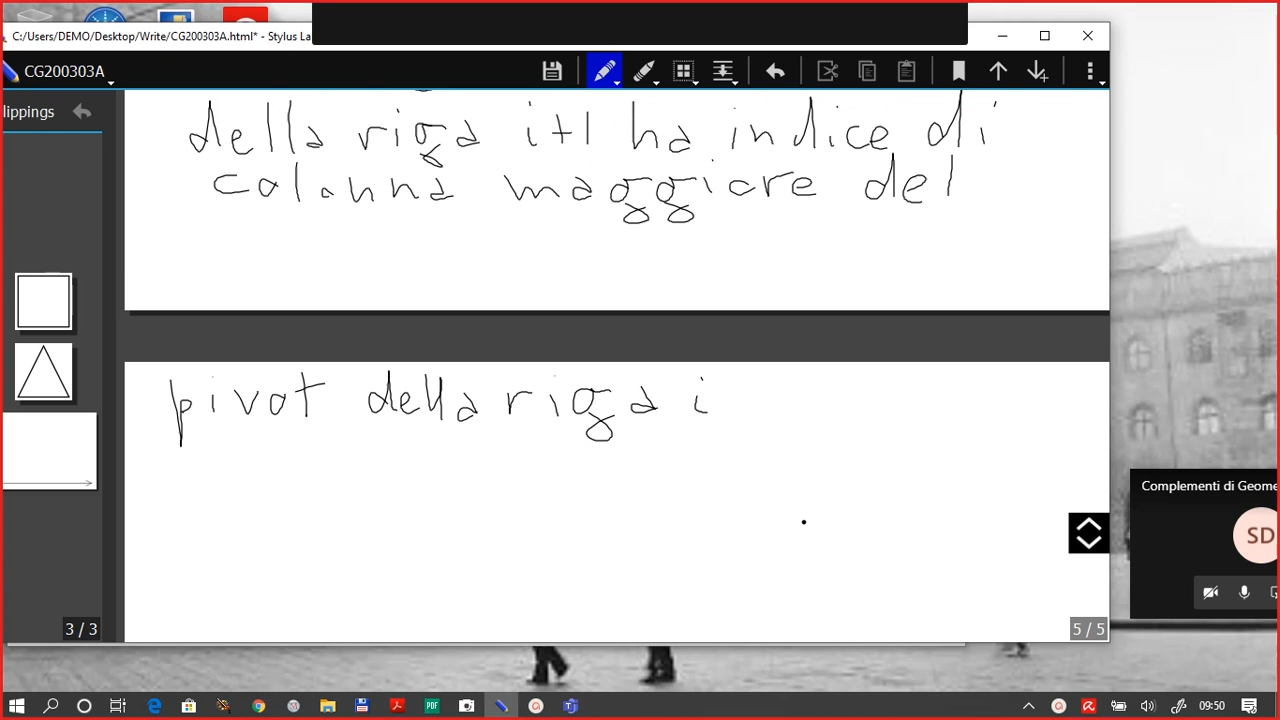 C:/Users/DEMO/Desktop/Write/CG200303A.html* - Stylus La
CG200303A
lippings
della riga i+1 ha indice di
colonna maggiore del
pivot della riga i
Complementi di Geome
SD
3 / 3
5 / 5
PDF
09:50